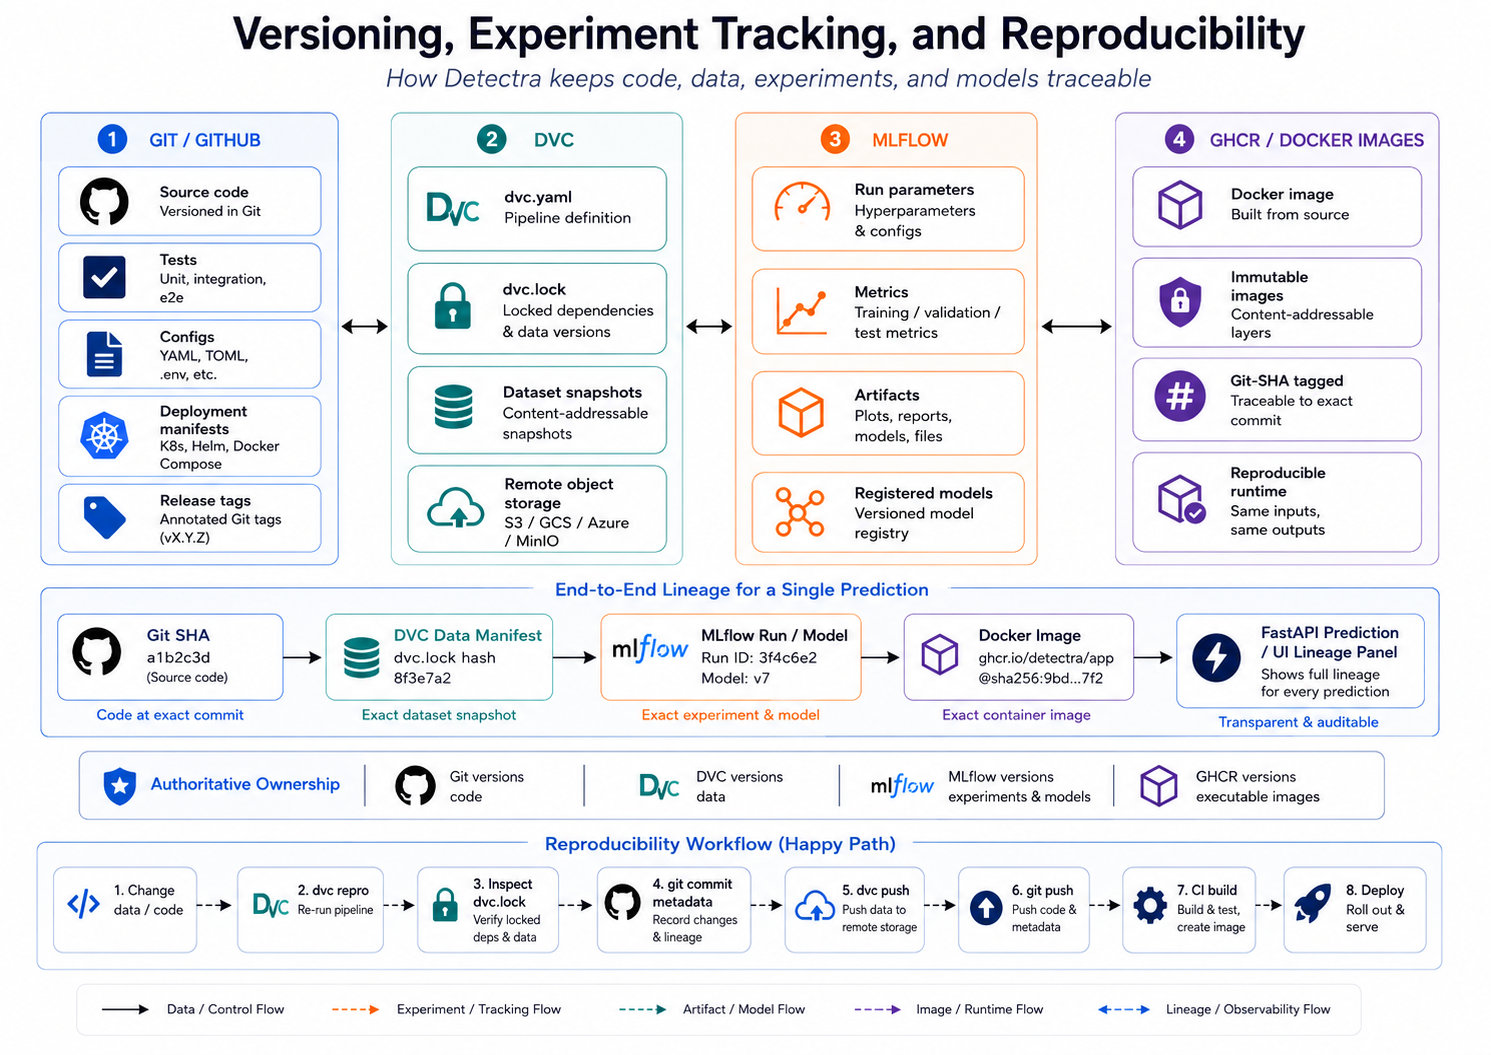 Versioning, Experiment Tracking, and Reproducibility
How Detectra keeps code, data, experiments, and models traceable
1 GIT / GITHUB
Source code
Versioned in Git
Tests
Unit, integration,
e2e
Configs
YAML, TOML,
.env, etc.
Deployment
manifests
K8s, Helm, Docker
Compose
Release tags
Annotated Git tags
(vX.Y.Z)
2 DVC
DVC
dvc.yaml
Pipeline definition
dvc.lock
Locked dependencies
& data versions
Dataset snapshots
Content-addressable
snapshots
Remote object
storage
S3 / GCS / Azure
/ MinIO
3 MLFLOW
Run parameters
Hyperparameters
& configs
Metrics
Training / validation /
test metrics
Artifacts
Plots, reports,
models, files
Registered models
Versioned model
registry
4 GHCR / DOCKER IMAGES
Docker image
Built from source
Immutable
images
Content-addressable
layers
#
Git-SHA tagged
Traceable to exact
commit
Reproducible
runtime
Same inputs,
same outputs
End-to-End Lineage for a Single Prediction
Git SHA
a1b2c3d
(Source code)
Code at exact commit
DVC Data Manifest
dvc.lock hash
8f3e7a2
Exact dataset snapshot
mlflow
MLflow Run / Model
Run ID: 3f4c6e2
Model: v7
Exact experiment & model
Docker Image
ghcr.io/detectra/app
@sha256:9bd...7f2
Exact container image
FastAPI Prediction
/ UI Lineage Panel
Shows full lineage
for every prediction
Transparent & auditable
Authoritative Ownership
Git versions
code
DVC
DVC versions
data
mlflow
MLflow versions
experiments & models
GHCR versions
executable images
Reproducibility Workflow (Happy Path)
</>
1. Change
data / code
DVC
2. dvc repro
Re-run pipeline
3. Inspect
dvc.lock
Verify locked
deps & data
4. git commit
metadata
Record changes
& lineage
5. dvc push
Push data to
remote storage
6. git push
Push code &
metadata
7. CI build
Build & test,
create image
8. Deploy
Roll out &
serve
Data / Control Flow
Experiment / Tracking Flow
Artifact / Model Flow
Image / Runtime Flow
Lineage / Observability Flow